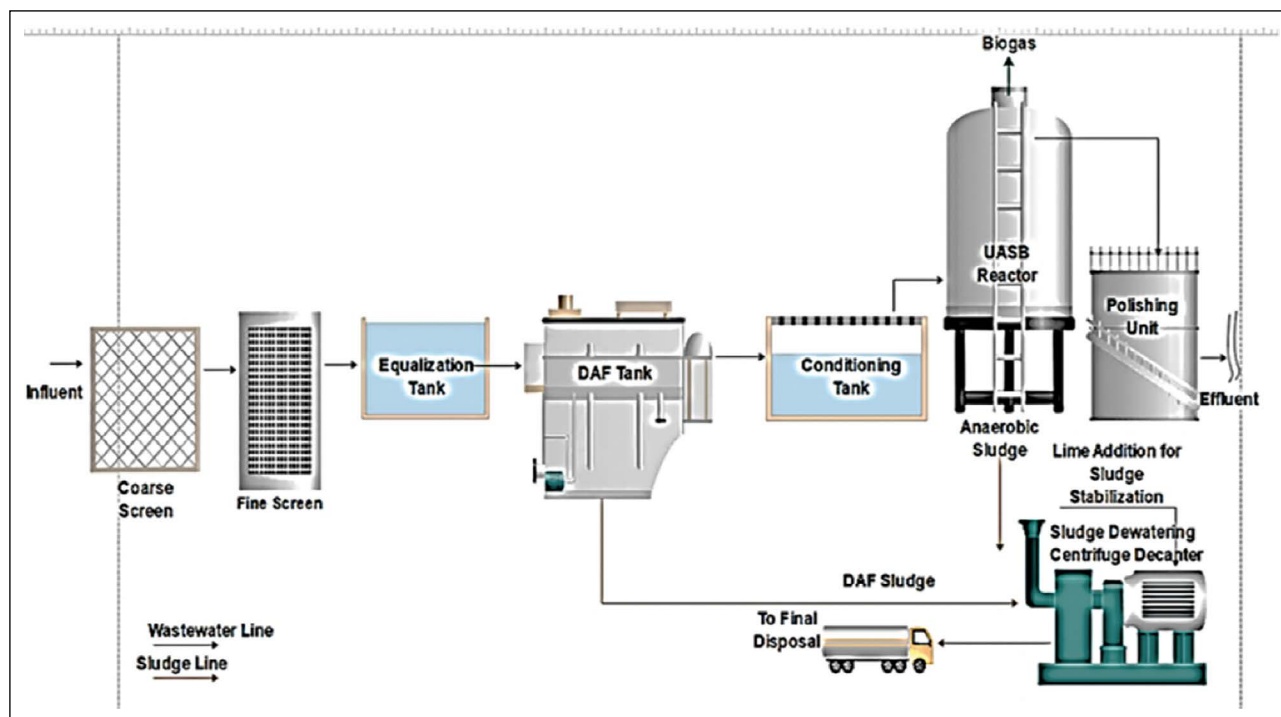 Biogas
UASB
Reactor
Polishing
Unit
Equalization
Tank
DAF Tank
Conditioning
Tank
Influent
Effluent
Coarse
Screen
Fine Screen
Anaerobic
Sludge
Lime Addition for
Sludge
Stabilization
Sludge Dewatering
Centrifuge Decanter
DAF Sludge
To Final
Disposal
Wastewater Line
Sludge Line